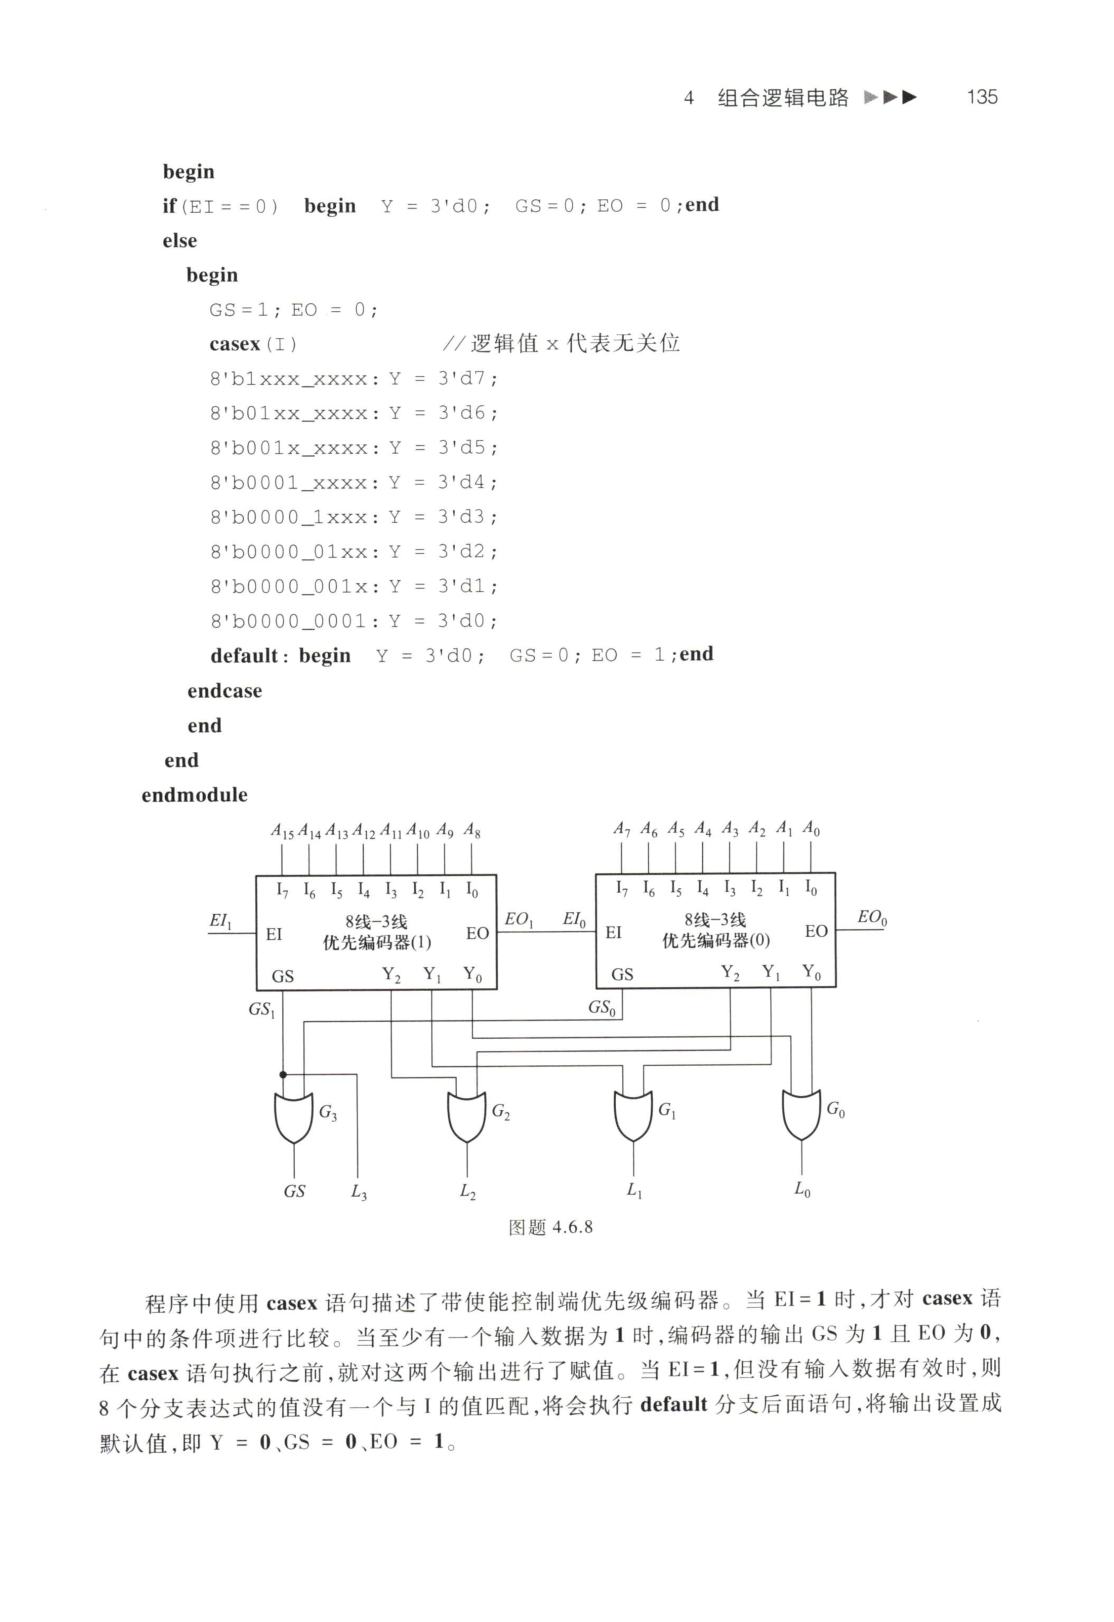 4 组合逻辑电路 ▶▶▶ 135
begin
if(EI==0) begin Y = 3'd0; GS=0; EO = 0;end
else
begin
GS=1; EO = 0;
casex(I) //逻辑值 x 代表无关位
8'b1xxx_xxxx: Y = 3'd7;
8'b01xx_xxxx: Y = 3'd6;
8'b001x_xxxx: Y = 3'd5;
8'b0001_xxxx: Y = 3'd4;
8'b0000_1xxx: Y = 3'd3;
8'b0000_01xx: Y = 3'd2;
8'b0000_001x: Y = 3'd1;
8'b0000_0001: Y = 3'd0;
default: begin Y = 3'd0; GS=0; EO = 1;end
endcase
end
end
endmodule
A15 A14 A13 A12 A11 A10 A9 A8 A7 A6 A5 A4 A3 A2 A1 A0
I7 I6 I5 I4 I3 I2 I1 I0 I7 I6 I5 I4 I3 I2 I1 I0
EI1 EI 8线-3线 EO EO1 EI0 EI 8线-3线 EO EO0
优先编码器(1) 优先编码器(0)
GS Y2 Y1 Y0 GS Y2 Y1 Y0
GS1 GS0
G3 G2 G1 G0
GS L3 L2 L1 L0
图题 4.6.8
程序中使用 casex 语句描述了带使能控制端优先级编码器。当 EI=1 时,才对 casex 语
句中的条件项进行比较。当至少有一个输入数据为 1 时,编码器的输出 GS 为 1 且 EO 为 0,
在 casex 语句执行之前,就对这两个输出进行了赋值。当 EI=1,但没有输入数据有效时,则
8 个分支表达式的值没有一个与 I 的值匹配,将会执行 default 分支后面语句,将输出设置成
默认值,即 Y = 0、GS = 0、EO = 1。